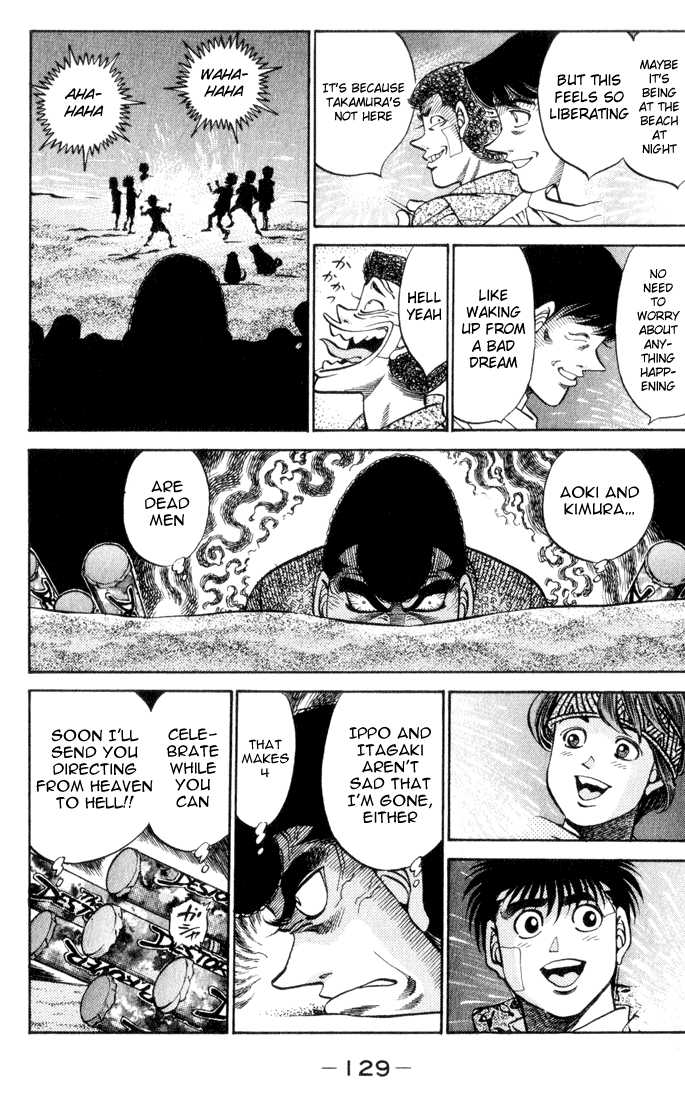 MAYBE
IT'S
BEING
AT THE
BEACH
AT
NIGHT
BUT THIS
FEELS SO
LIBERATING
IT'S BECAUSE
TAKAMURA'S
NOT HERE
WAHA-
HAHA
AHA-
HAHA
NO
NEED
TO
WORRY
ABOUT
ANY-
THING
HAPP-
ENING
LIKE
WAKING
UP FROM
A BAD
DREAM
HELL
YEAH
AOKI AND
KIMURA...
ARE
DEAD
MEN
IPPO AND
ITAGAKI
AREN'T
SAD THAT
I'M GONE,
EITHER
THAT
MAKES
4
CELE-
BRATE
WHILE
YOU
CAN
SOON I'LL
SEND YOU
DIRECTING
FROM HEAVEN
TO HELL!!
-129-